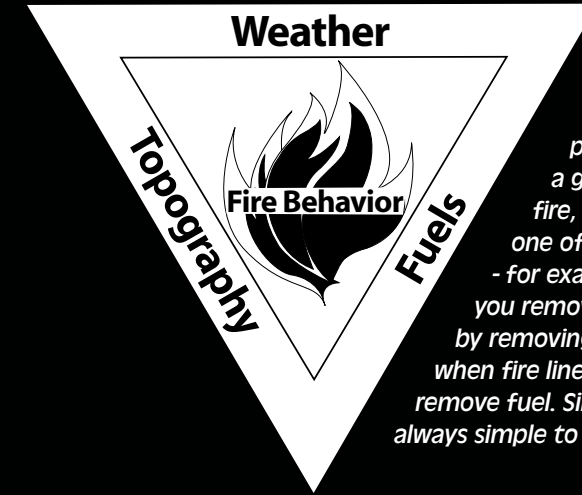 Weather
Topography
Fire Behavior
Fuels
a
fire,
one of
- for exa
you remov
by removing
when fire line
remove fuel. Si
always simple to